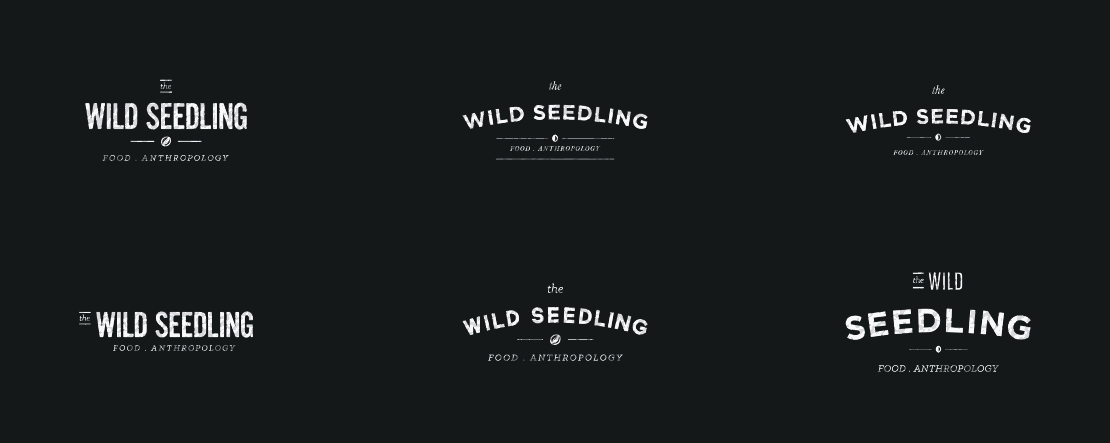 the
WILD SEEDLING
FOOD . ANTHROPOLOGY
the
WILD SEEDLING
FOOD . ANTHROPOLOGY
the
WILD SEEDLING
FOOD . ANTHROPOLOGY
the WILD SEEDLING
FOOD . ANTHROPOLOGY
the
WILD SEEDLING
FOOD . ANTHROPOLOGY
the WILD
SEEDLING
FOOD . ANTHROPOLOGY